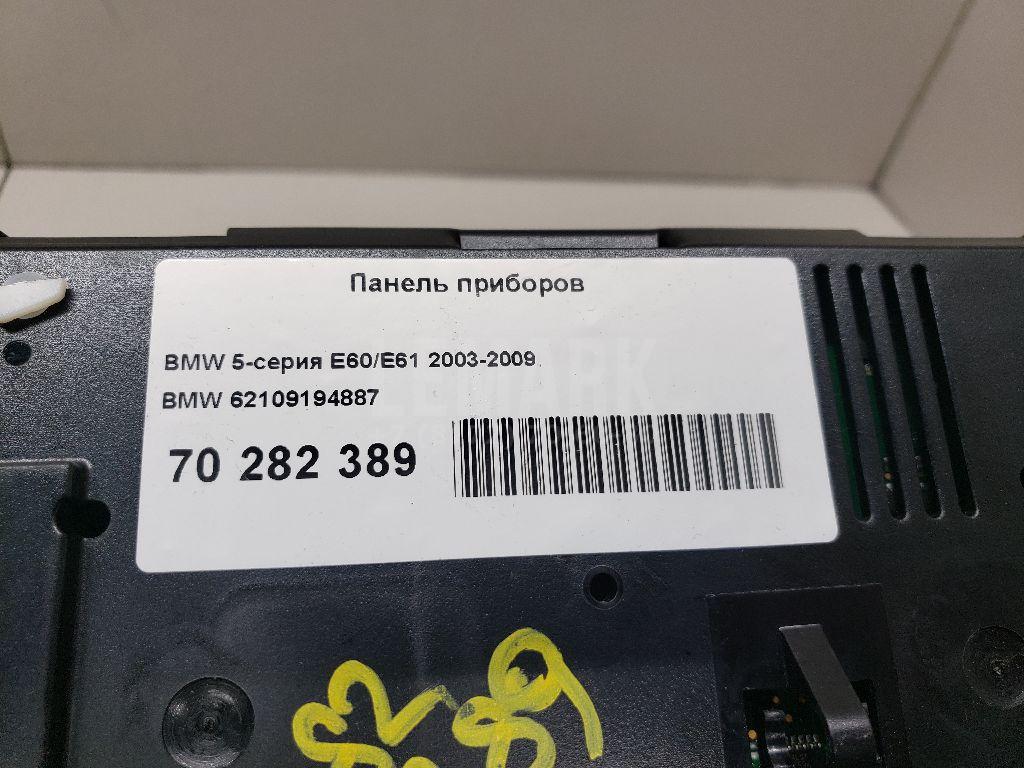 Панель приборов
BMW 5-серия E60/E61 2003-2009
BMW 62109194887
70 282 389